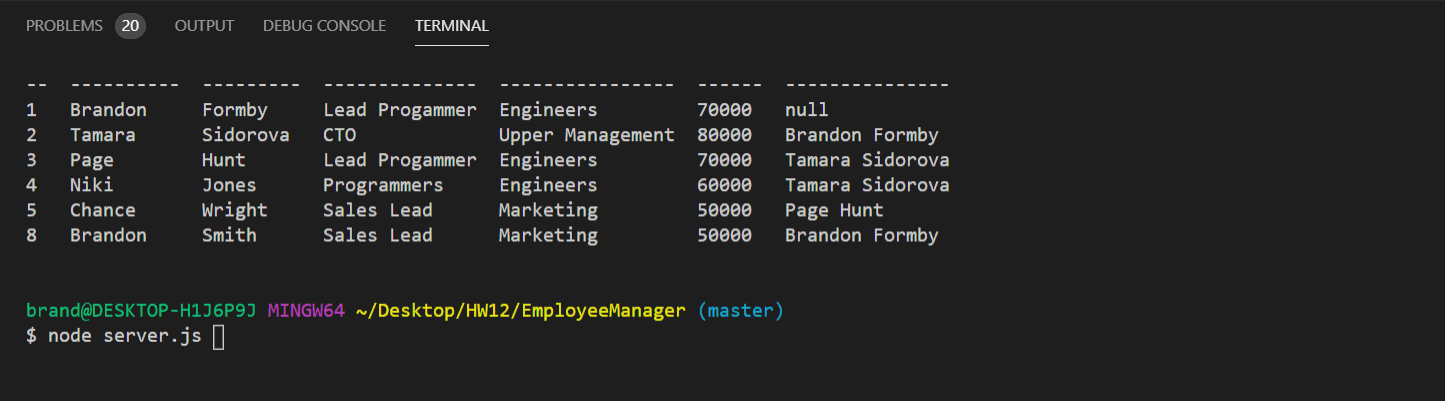 PROBLEMS 20 OUTPUT DEBUG CONSOLE TERMINAL
-- ---------- --------- -------------- ---------------- ------ ---------------
1 Brandon Formby Lead Progammer Engineers 70000 null
2 Tamara Sidorova CTO Upper Management 80000 Brandon Formby
3 Page Hunt Lead Progammer Engineers 70000 Tamara Sidorova
4 Niki Jones Programmers Engineers 60000 Tamara Sidorova
5 Chance Wright Sales Lead Marketing 50000 Page Hunt
8 Brandon Smith Sales Lead Marketing 50000 Brandon Formby
brand@DESKTOP-H1J6P9J MINGW64 ~/Desktop/HW12/EmployeeManager (master)
$ node server.js